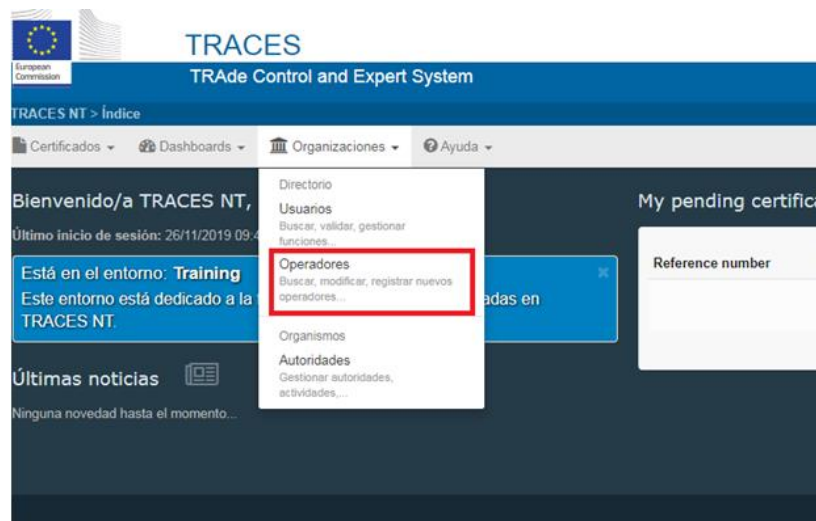 European
Commission
TRACES
TRAde Control and Expert System
TRACES NT > Índice
Certificados
Dashboards
Organizaciones
Ayuda
Bienvenido/a TRACES NT,
Último inicio de sesión: 26/11/2019 09:4
Está en el entorno: Training
Este entorno está dedicado a la
adas en
TRACES NT.
Últimas noticias
Ninguna novedad hasta el momento...
Directorio
Usuarios
Buscar, validar, gestionar
funciones...
Operadores
Buscar, modificar, registrar nuevos
operadores...
Organismos
Autoridades
Gestionar autoridades,
actividades,...
My pending certifica
Reference number